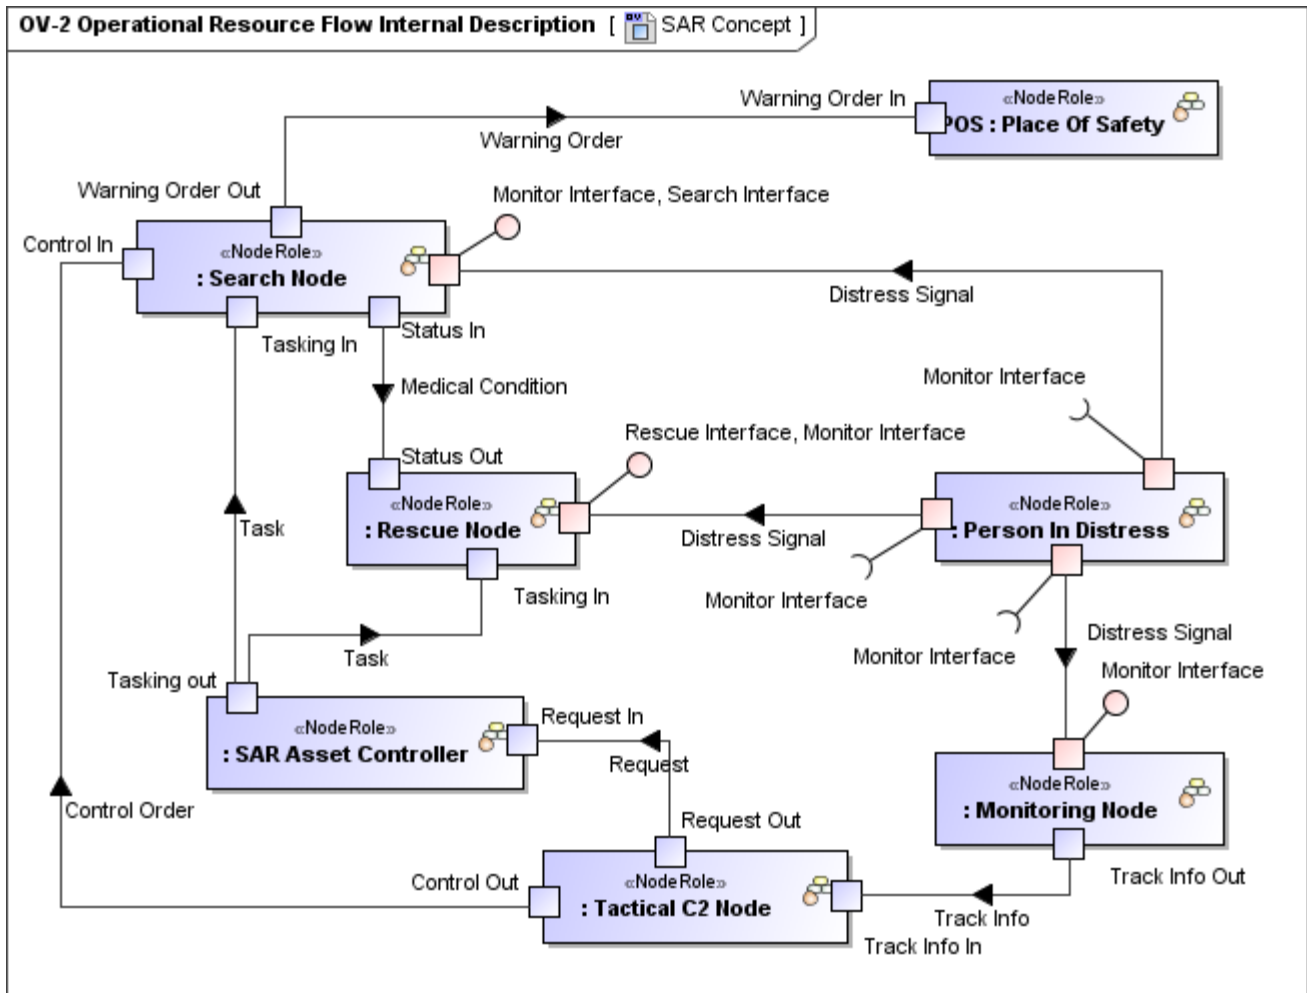 OV-2 Operational Resource Flow Internal Description [ OV SAR Concept ]
Warning Order In
«NodeRole»
POS : Place Of Safety
Warning Order
Warning Order Out
Monitor Interface, Search Interface
Control In
«NodeRole»
: Search Node
Distress Signal
Tasking In
Status In
Medical Condition
Monitor Interface
Rescue Interface, Monitor Interface
Status Out
«NodeRole»
: Rescue Node
«NodeRole»
: Person In Distress
Task
Distress Signal
Tasking In
Monitor Interface
Task
Distress Signal
Monitor Interface
Monitor Interface
Tasking out
«NodeRole»
: SAR Asset Controller
Request In
Request
«NodeRole»
: Monitoring Node
Control Order
Request Out
Control Out
«NodeRole»
: Tactical C2 Node
Track Info Out
Track Info
Track Info In